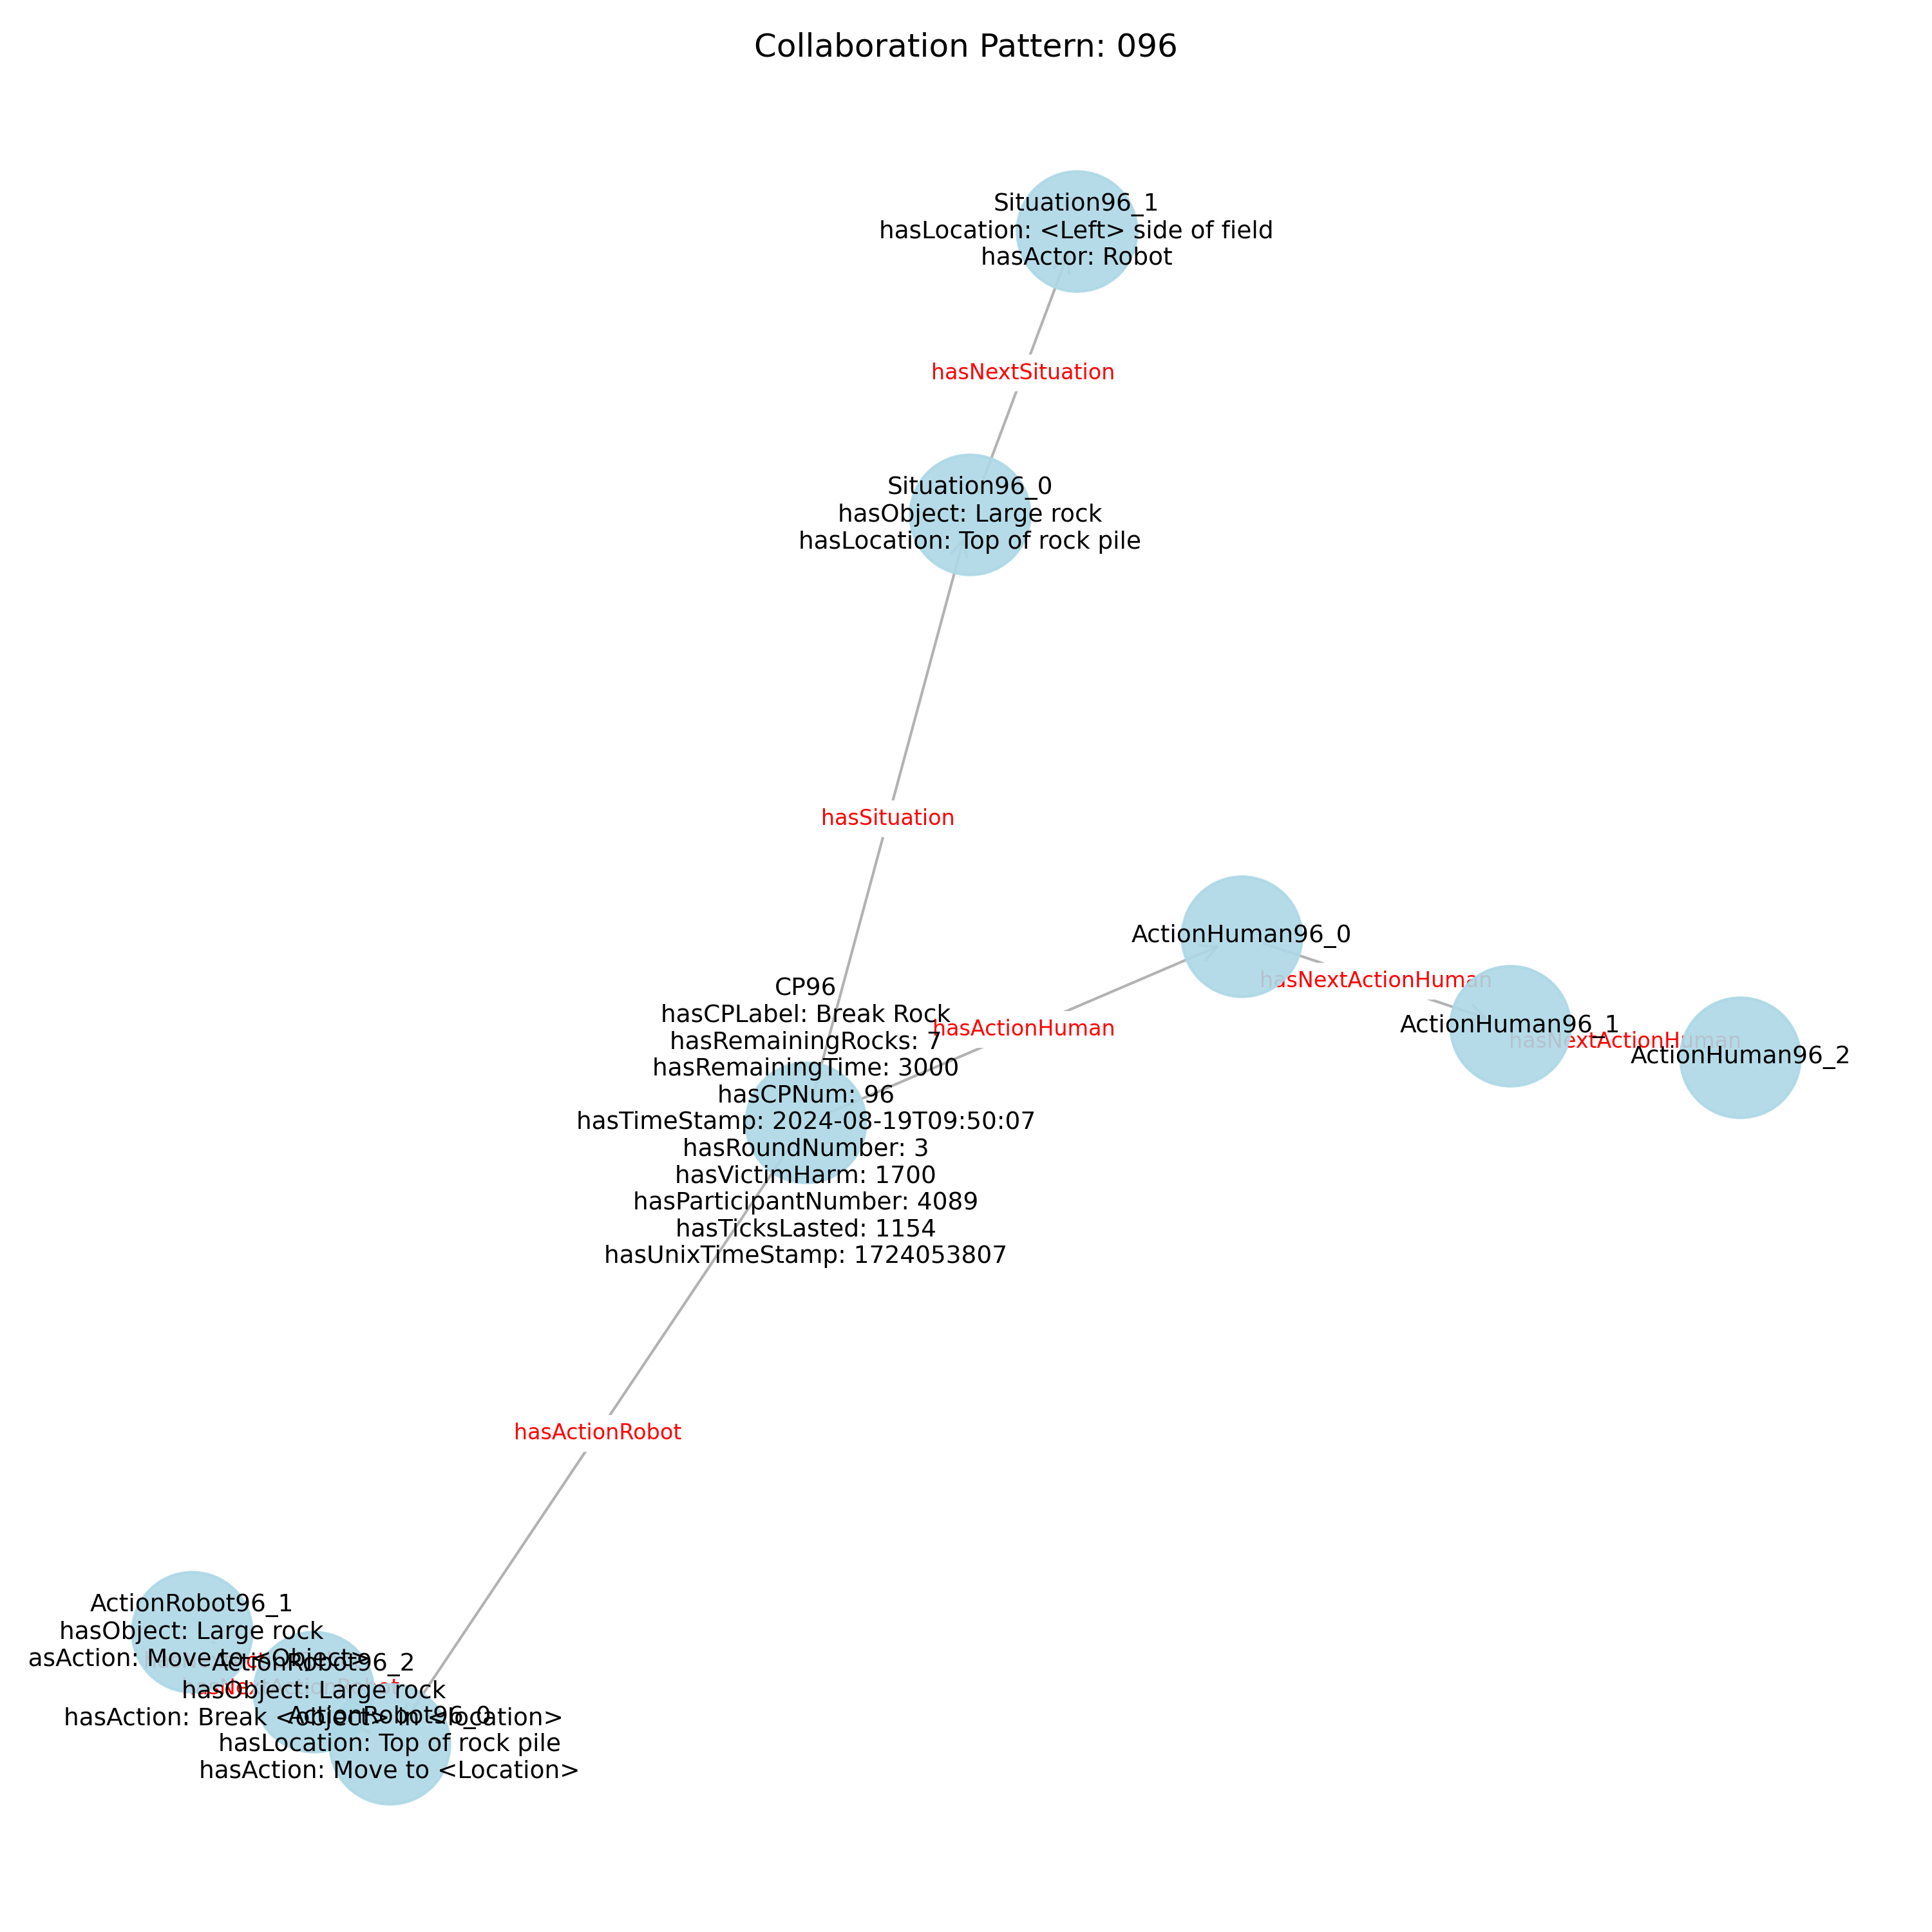 Collaboration Pattern: 096
Situation96_1
hasLocation: <Left> side of field
hasActor: Robot
hasNextSituation
Situation96_0
hasObject: Large rock
hasLocation: Top of rock pile
hasSituation
ActionHuman96_0
hasNextActionHuman
ActionHuman96_1
hasNextActionHuman
ActionHuman96_2
hasActionHuman
CP96
hasCPLabel: Break Rock
hasRemainingRocks: 7
hasRemainingTime: 3000
hasCPNum: 96
hasTimeStamp: 2024-08-19T09:50:07
hasRoundNumber: 3
hasVictimHarm: 1700
hasParticipantNumber: 4089
hasTicksLasted: 1154
hasUnixTimeStamp: 1724053807
hasActionRobot
ActionRobot96_1
hasObject: Large rock
asAction: Move to <Object>
ActionRobot96_2
hasObject: Large rock
hasAction: Break <object> in <location>
ActionRobot96_0
hasLocation: Top of rock pile
hasAction: Move to <Location>